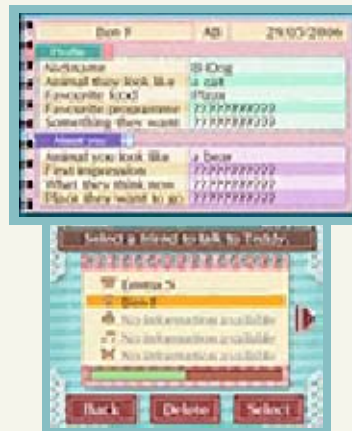 Ben F AB 29/05/2006
Profile
Nickname B-Dog
Animal they look like a cat
Favourite food Pizza
Favourite programme ???????????
Something they want ???????????
About you
Animal you look like a bear
First impression ???????????
What they think now ???????????
Place they want to go ???????????
Select a friend to talk to Teddy.
Emma S
Ben F
No information available
No information available
No information available
Back Delete Select